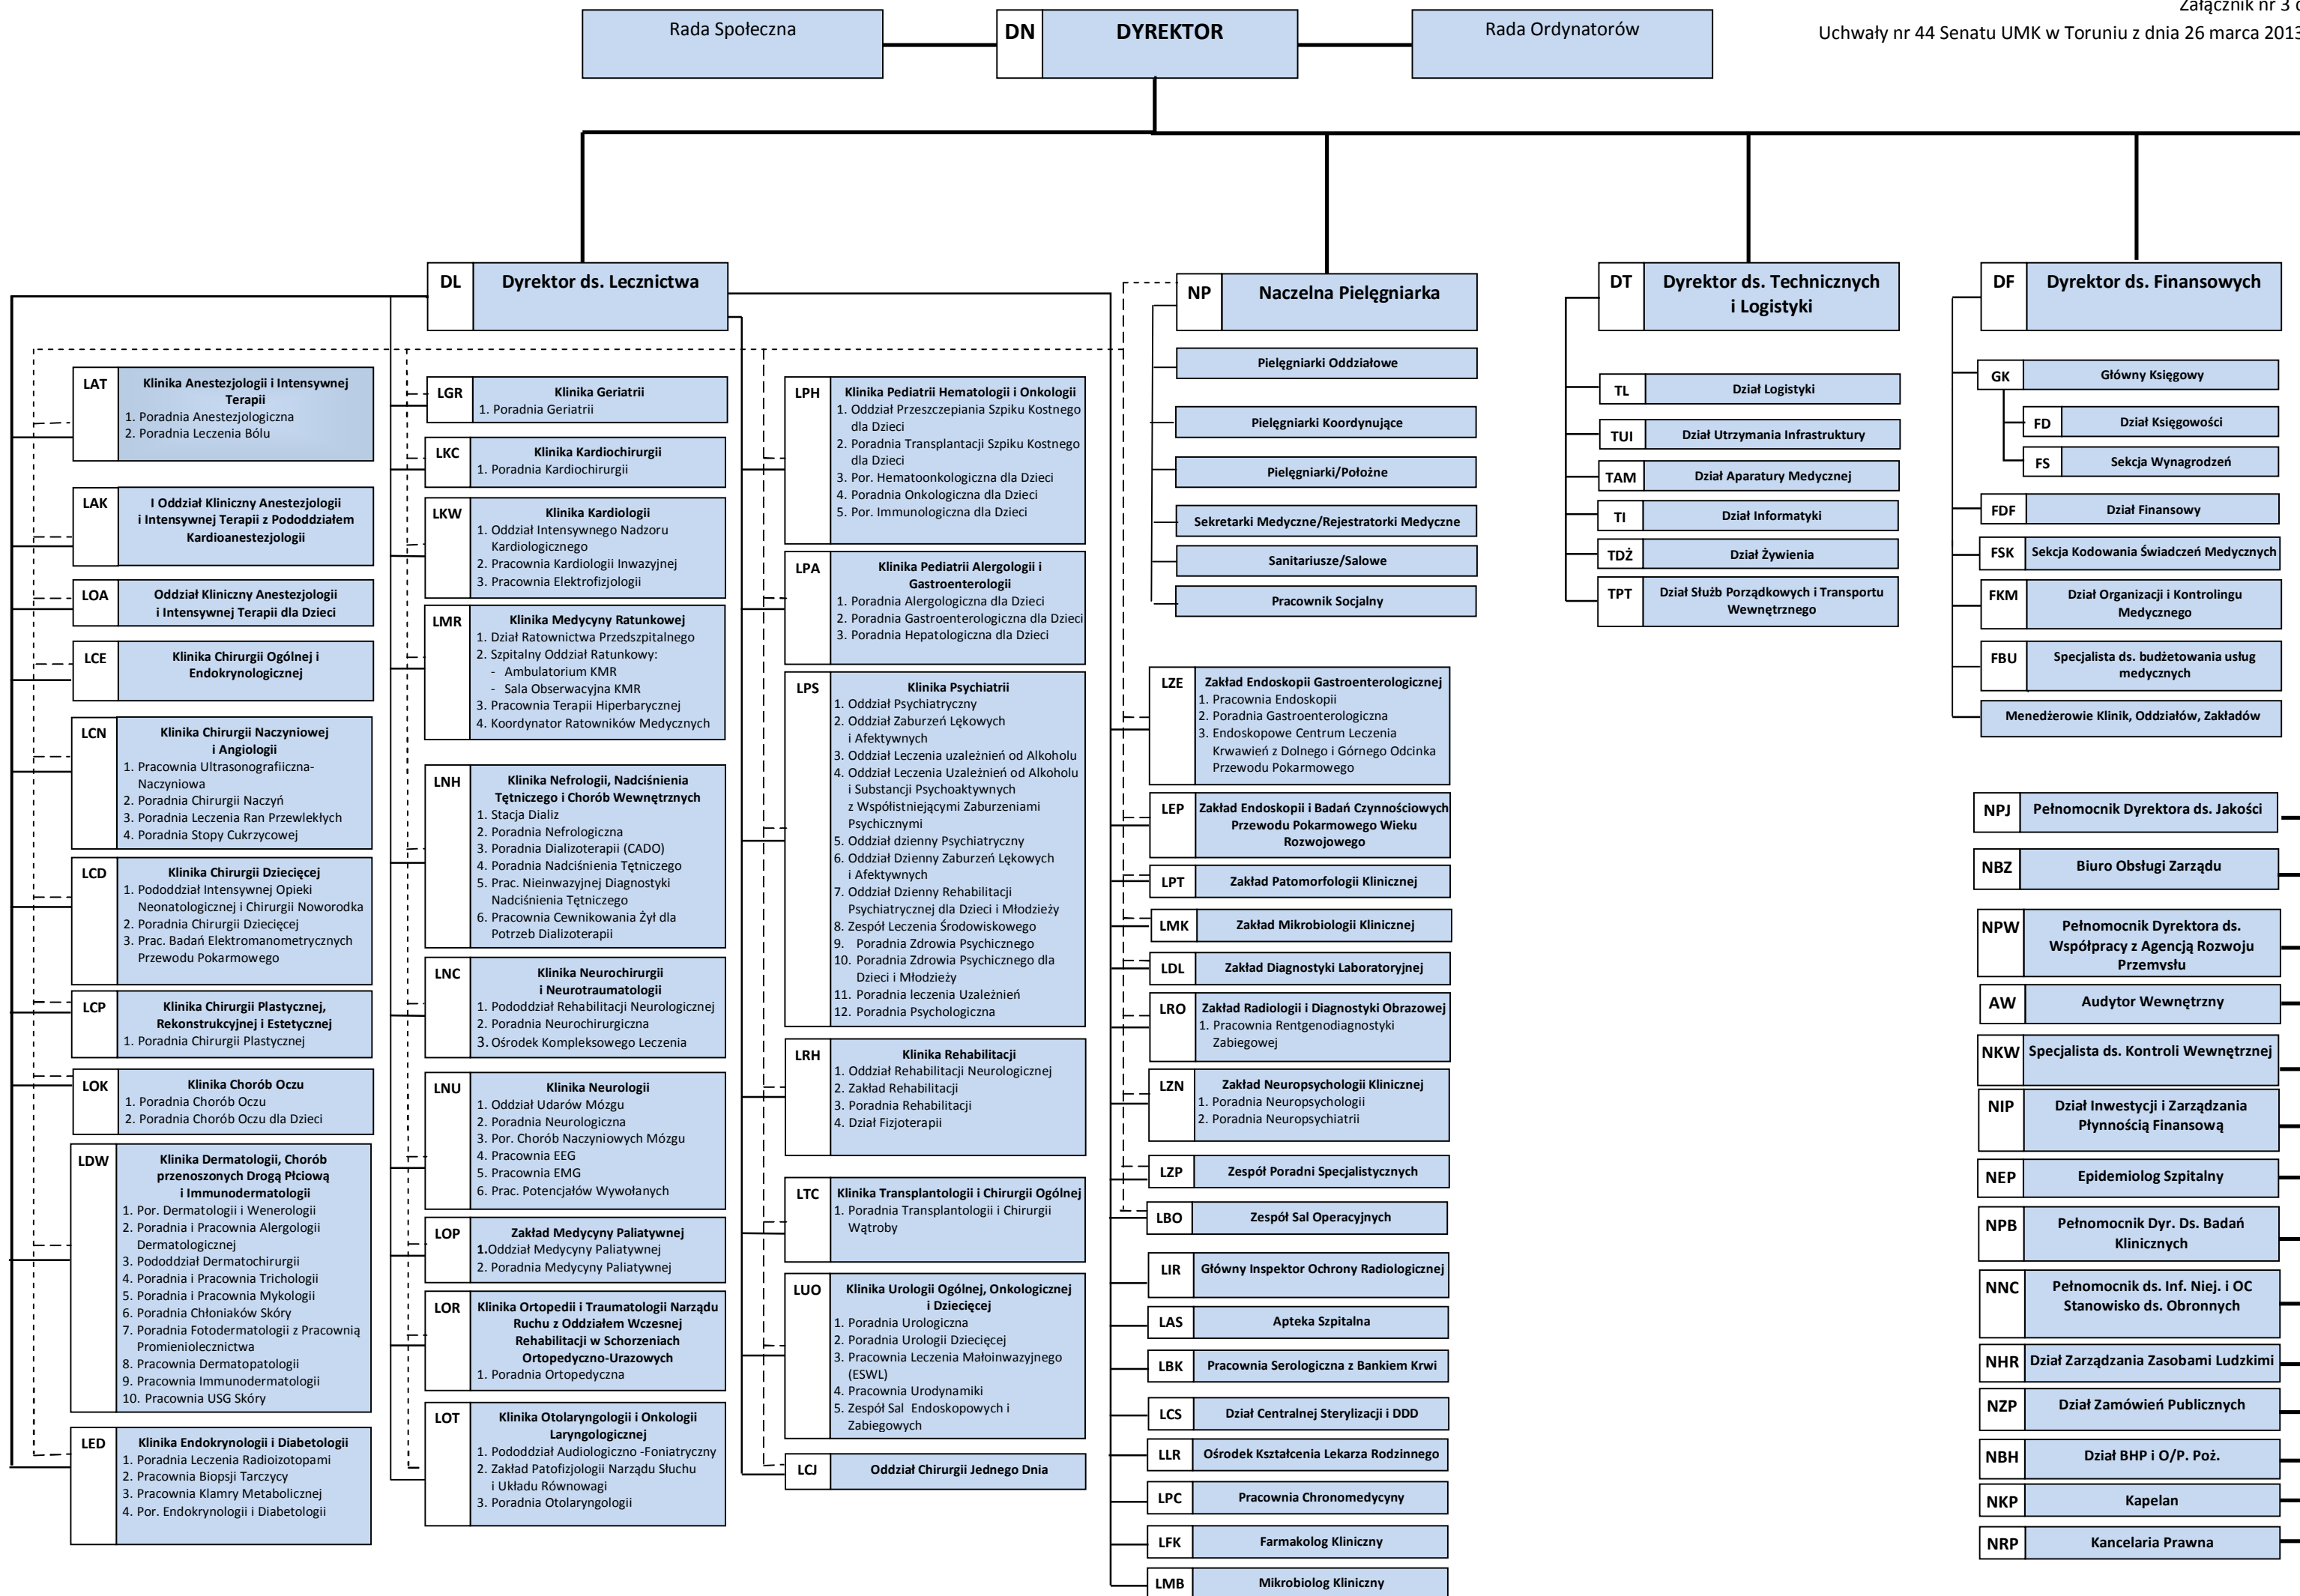 Załącznik nr 3
Uchwały nr 44 Senatu UMK w Toruniu z dnia 26 marca 2013
Rada Społeczna
DN
DYREKTOR
Rada Ordynatorów
DL
Dyrektor ds. Lecznictwa
NP
Naczelna Pielęgniarka
DT
Dyrektor ds. Technicznych
i Logistyki
DF
Dyrektor ds. Finansowych
LAT
Klinika Anestezjologii i Intensywnej
Terapii
1. Poradnia Anestezjologiczna
2. Poradnia Leczenia Bólu
LAK
I Oddział Kliniczny Anestezjologii
i Intensywnej Terapii z Pododdziałem
Kardioanestezjologii
LOA
Oddział Kliniczny Anestezjologii
i Intensywnej Terapii dla Dzieci
LCE
Klinika Chirurgii Ogólnej i
Endokrynologicznej
LCN
Klinika Chirurgii Naczyniowej
i Angiologii
1. Pracownia Ultrasonografiiczna-
Naczyniowa
2. Poradnia Chirurgii Naczyń
3. Poradnia Leczenia Ran Przewlekłych
4. Poradnia Stopy Cukrzycowej
LCD
Klinika Chirurgii Dziecięcej
1. Pododdział Intensywnej Opieki
Neonatologicznej i Chirurgii Noworodka
2. Poradnia Chirurgii Dziecięcej
3. Prac. Badań Elektromanometrycznych
Przewodu Pokarmowego
LCP
Klinika Chirurgii Plastycznej,
Rekonstrukcyjnej i Estetycznej
1. Poradnia Chirurgii Plastycznej
LOK
Klinika Chorób Oczu
1. Poradnia Chorób Oczu
2. Poradnia Chorób Oczu dla Dzieci
LDW
Klinika Dermatologii, Chorób
przenoszonych Drogą Płciową
i Immunodermatologii
1. Por. Dermatologii i Wenerologii
2. Poradnia i Pracownia Alergologii
Dermatologicznej
3. Pododdział Dermatochirurgii
4. Poradnia i Pracownia Trichologii
5. Poradnia i Pracownia Mykologii
6. Poradnia Chłoniaków Skóry
7. Poradnia Fotodermatologii z Pracownią
Promieniolecznictwa
8. Pracownia Dermatopatologii
9. Pracownia Immunodermatologii
10. Pracownia USG Skóry
LED
Klinika Endokrynologii i Diabetologii
1. Poradnia Leczenia Radioizotopami
2. Pracownia Biopsji Tarczycy
3. Pracownia Klamry Metabolicznej
4. Por. Endokrynologii i Diabetologii
LGR
Klinika Geriatrii
1. Poradnia Geriatrii
LKC
Klinika Kardiochirurgii
1. Poradnia Kardiochirurgii
LKW
Klinika Kardiologii
1. Oddział Intensywnego Nadzoru
Kardiologicznego
2. Pracownia Kardiologii Inwazyjnej
3. Pracownia Elektrofizjologii
LMR
Klinika Medycyny Ratunkowej
1. Dział Ratownictwa Przedszpitalnego
2. Szpitalny Oddział Ratunkowy:
- Ambulatorium KMR
- Sala Obserwacyjna KMR
3. Pracownia Terapii Hiperbarycznej
4. Koordynator Ratowników Medycznych
LNH
Klinika Nefrologii, Nadciśnienia
Tętniczego i Chorób Wewnętrznych
1. Stacja Dializ
2. Poradnia Nefrologiczna
3. Poradnia Dializoterapii (CADO)
4. Poradnia Nadciśnienia Tętniczego
5. Prac. Nieinwazyjnej Diagnostyki
Nadciśnienia Tętniczego
6. Pracownia Cewnikowania Żył dla
Potrzeb Dializoterapii
LNC
Klinika Neurochirurgii
i Neurotraumatologii
1. Pododdział Rehabilitacji Neurologicznej
2. Poradnia Neurochirurgiczna
3. Ośrodek Kompleksowego Leczenia
LNU
Klinika Neurologii
1. Oddział Udarów Mózgu
2. Poradnia Neurologiczna
3. Por. Chorób Naczyniowych Mózgu
4. Pracownia EEG
5. Pracownia EMG
6. Prac. Potencjałów Wywołanych
LOP
Zakład Medycyny Paliatywnej
1.Oddział Medycyny Paliatywnej
2. Poradnia Medycyny Paliatywnej
LOR
Klinika Ortopedii i Traumatologii Narządu
Ruchu z Oddziałem Wczesnej
Rehabilitacji w Schorzeniach
Ortopedyczno-Urazowych
1. Poradnia Ortopedyczna
LOT
Klinika Otolaryngologii i Onkologii
Laryngologicznej
1. Pododdział Audiologiczno -Foniatryczny
2. Zakład Patofizjologii Narządu Słuchu
i Układu Równowagi
3. Poradnia Otolaryngologii
LPH
Klinika Pediatrii Hematologii i Onkologii
1. Oddział Przeszczepiania Szpiku Kostnego
dla Dzieci
2. Poradnia Transplantacji Szpiku Kostnego
dla Dzieci
3. Por. Hematoonkologiczna dla Dzieci
4. Poradnia Onkologiczna dla Dzieci
5. Por. Immunologiczna dla Dzieci
LPA
Klinika Pediatrii Alergologii i
Gastroenterologii
1. Poradnia Alergologiczna dla Dzieci
2. Poradnia Gastroenterologiczna dla Dzieci
3. Poradnia Hepatologiczna dla Dzieci
LPS
Klinika Psychiatrii
1. Oddział Psychiatryczny
2. Oddział Zaburzeń Lękowych
i Afektywnych
3. Oddział Leczenia uzależnień od Alkoholu
4. Oddział Leczenia Uzależnień od Alkoholu
i Substancji Psychoaktywnych
z Współistniejącymi Zaburzeniami
Psychicznymi
5. Oddział dzienny Psychiatryczny
6. Oddział Dzienny Zaburzeń Lękowych
i Afektywnych
7. Oddział Dzienny Rehabilitacji
Psychiatrycznej dla Dzieci i Młodzieży
8. Zespół Leczenia Środowiskowego
9. Poradnia Zdrowia Psychicznego
10. Poradnia Zdrowia Psychicznego dla
Dzieci i Młodzieży
11. Poradnia leczenia Uzależnień
12. Poradnia Psychologiczna
LRH
Klinika Rehabilitacji
1. Oddział Rehabilitacji Neurologicznej
2. Zakład Rehabilitacji
3. Poradnia Rehabilitacji
4. Dział Fizjoterapii
LTC
Klinika Transplantologii i Chirurgii Ogólnej
1. Poradnia Transplantologii i Chirurgii
Wątroby
LUO
Klinika Urologii Ogólnej, Onkologicznej
i Dziecięcej
1. Poradnia Urologiczna
2. Poradnia Urologii Dziecięcej
3. Pracownia Leczenia Małoinwazyjnego
(ESWL)
4. Pracownia Urodynamiki
5. Zespół Sal Endoskopowych i
Zabiegowych
LCJ
Oddział Chirurgii Jednego Dnia
Pielęgniarki Oddziałowe
Pielęgniarki Koordynujące
Pielęgniarki/Położne
Sekretarki Medyczne/Rejestratorki Medyczne
Sanitariusze/Salowe
Pracownik Socjalny
LZE
Zakład Endoskopii Gastroenterologicznej
1. Pracownia Endoskopii
2. Poradnia Gastroenterologiczna
3. Endoskopowe Centrum Leczenia
Krwawień z Dolnego i Górnego Odcinka
Przewodu Pokarmowego
LEP
Zakład Endoskopii i Badań Czynnościowych
Przewodu Pokarmowego Wieku
Rozwojowego
LPT
Zakład Patomorfologii Klinicznej
LMK
Zakład Mikrobiologii Klinicznej
LDL
Zakład Diagnostyki Laboratoryjnej
LRO
Zakład Radiologii i Diagnostyki Obrazowej
1. Pracownia Rentgenodiagnostyki
Zabiegowej
LZN
Zakład Neuropsychologii Klinicznej
1. Poradnia Neuropsychologii
2. Poradnia Neuropsychiatrii
LZP
Zespół Poradni Specjalistycznych
LBO
Zespół Sal Operacyjnych
LIR
Główny Inspektor Ochrony Radiologicznej
LAS
Apteka Szpitalna
LBK
Pracownia Serologiczna z Bankiem Krwi
LCS
Dział Centralnej Sterylizacji i DDD
LLR
Ośrodek Kształcenia Lekarza Rodzinnego
LPC
Pracownia Chronomedycyny
LFK
Farmakolog Kliniczny
LMB
Mikrobiolog Kliniczny
TL
Dział Logistyki
TUI
Dział Utrzymania Infrastruktury
TAM
Dział Aparatury Medycznej
TI
Dział Informatyki
TDŻ
Dział Żywienia
TPT
Dział Służb Porządkowych i Transportu
Wewnętrznego
GK
Główny Księgowy
FD
Dział Księgowości
FS
Sekcja Wynagrodzeń
FDF
Dział Finansowy
FSK
Sekcja Kodowania Świadczeń Medycznych
FKM
Dział Organizacji i Kontrolingu
Medycznego
FBU
Specjalista ds. budżetowania usług
medycznych
Menedżerowie Klinik, Oddziałów, Zakładów
NPJ
Pełnomocnik Dyrektora ds. Jakości
NBZ
Biuro Obsługi Zarządu
NPW
Pełnomocnik Dyrektora ds.
Współpracy z Agencją Rozwoju
Przemysłu
AW
Audytor Wewnętrzny
NKW
Specjalista ds. Kontroli Wewnętrznej
NIP
Dział Inwestycji i Zarządzania
Płynnością Finansową
NEP
Epidemiolog Szpitalny
NPB
Pełnomocnik Dyr. Ds. Badań
Klinicznych
NNC
Pełnomocnik ds. Inf. Niej. i OC
Stanowisko ds. Obronnych
NHR
Dział Zarządzania Zasobami Ludzkimi
NZP
Dział Zamówień Publicznych
NBH
Dział BHP i O/P. Poż.
NKP
Kapelan
NRP
Kancelaria Prawna